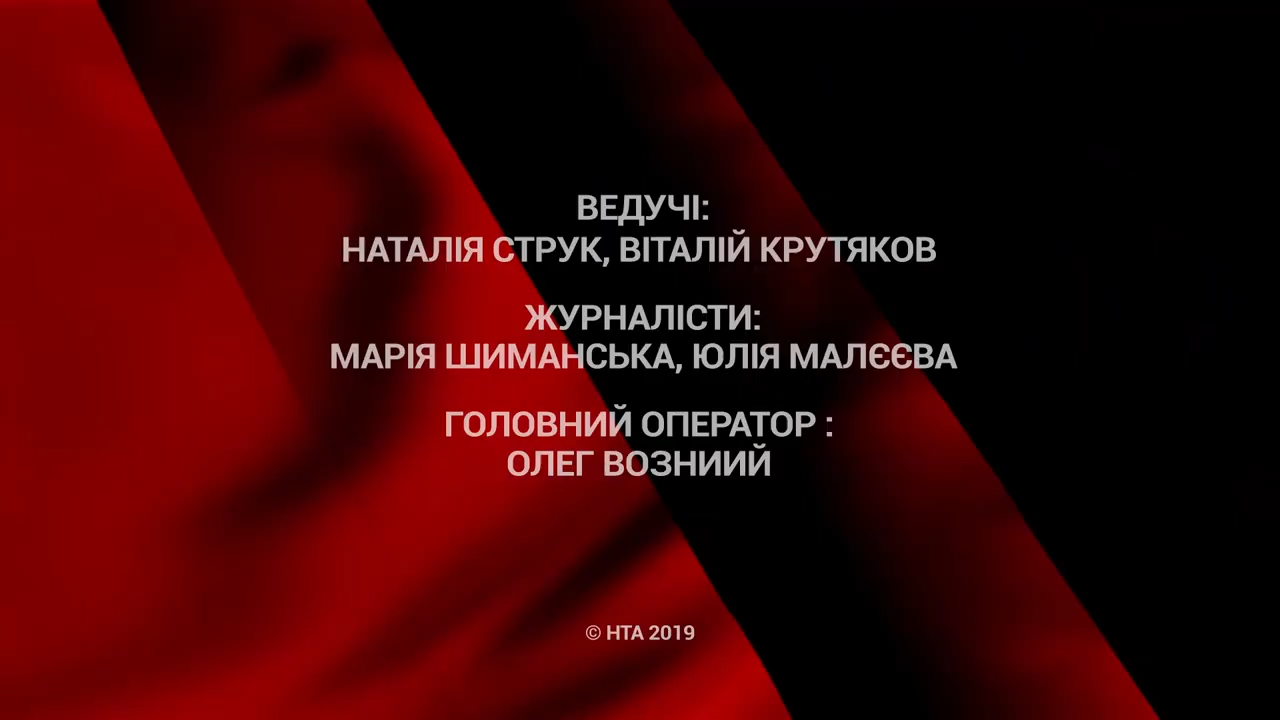 ВЕДУЧІ:
НАТАЛІЯ СТРУК, ВІТАЛІЙ КРУТЯКОВ
ЖУРНАЛІСТИ:
МАРІЯ ШИМАНСЬКА, ЮЛІЯ МАЛЄЄВА
ГОЛОВНИЙ ОПЕРАТОР :
ОЛЕГ ВОЗНИИЙ
© НТА 2019